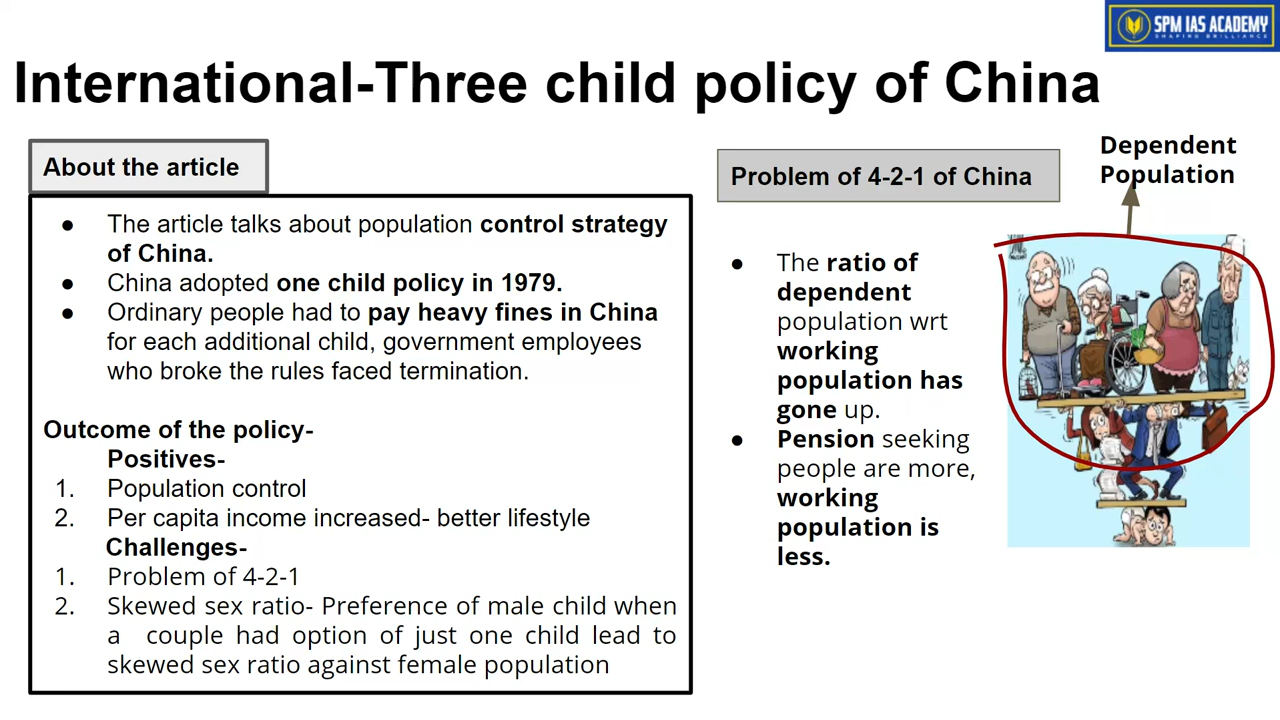 SPM IAS ACADEMY
SHAPING BRILLIANCE
International-Three child policy of China
About the article
● The article talks about population control strategy
of China.
● China adopted one child policy in 1979.
● Ordinary people had to pay heavy fines in China
for each additional child, government employees
who broke the rules faced termination.
Outcome of the policy-
Positives-
1. Population control
2. Per capita income increased- better lifestyle
Challenges-
1. Problem of 4-2-1
2. Skewed sex ratio- Preference of male child when
a couple had option of just one child lead to
skewed sex ratio against female population
Problem of 4-2-1 of China
● The ratio of
dependent
population wrt
working
population has
gone up.
● Pension seeking
people are more,
working
population is
less.
Dependent
Population